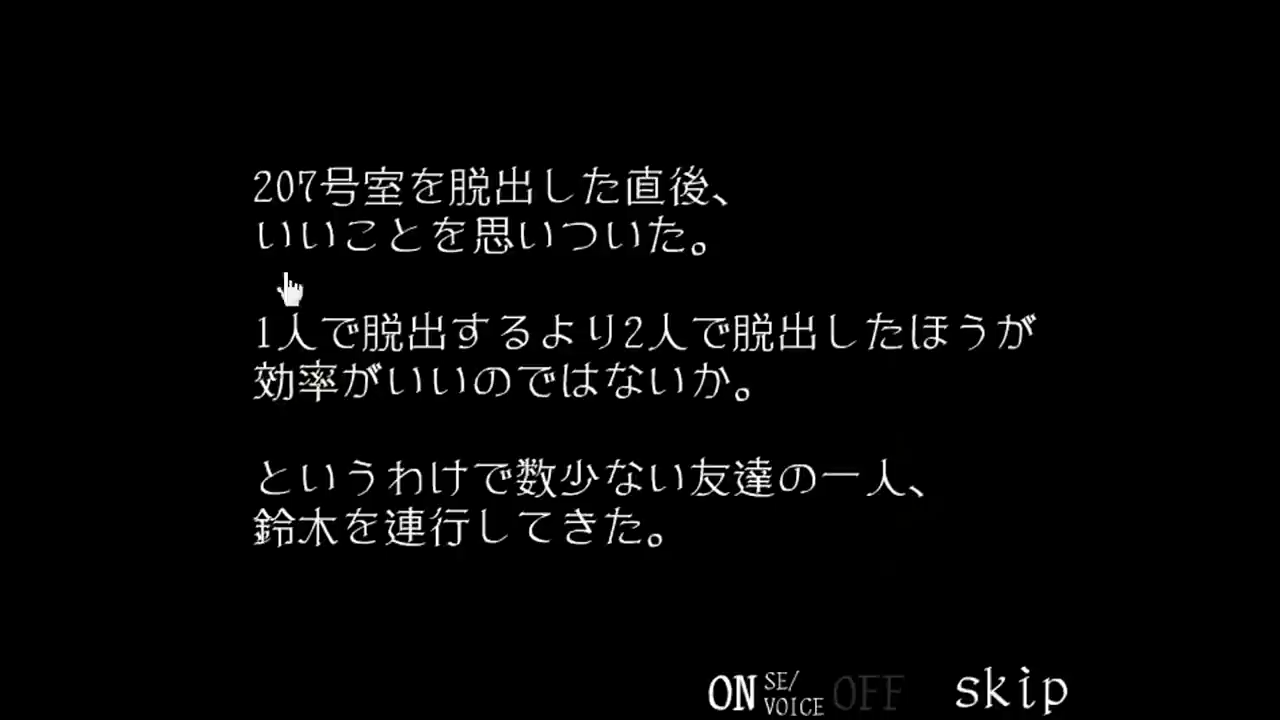 207号室を脱出した直後、
いいことを思いついた。
1人で脱出するより2人で脱出したほうが
効率がいいのではないか。
というわけで数少ない友達の一人、
鈴木を連行してきた。
ON SE/VOICE OFF skip